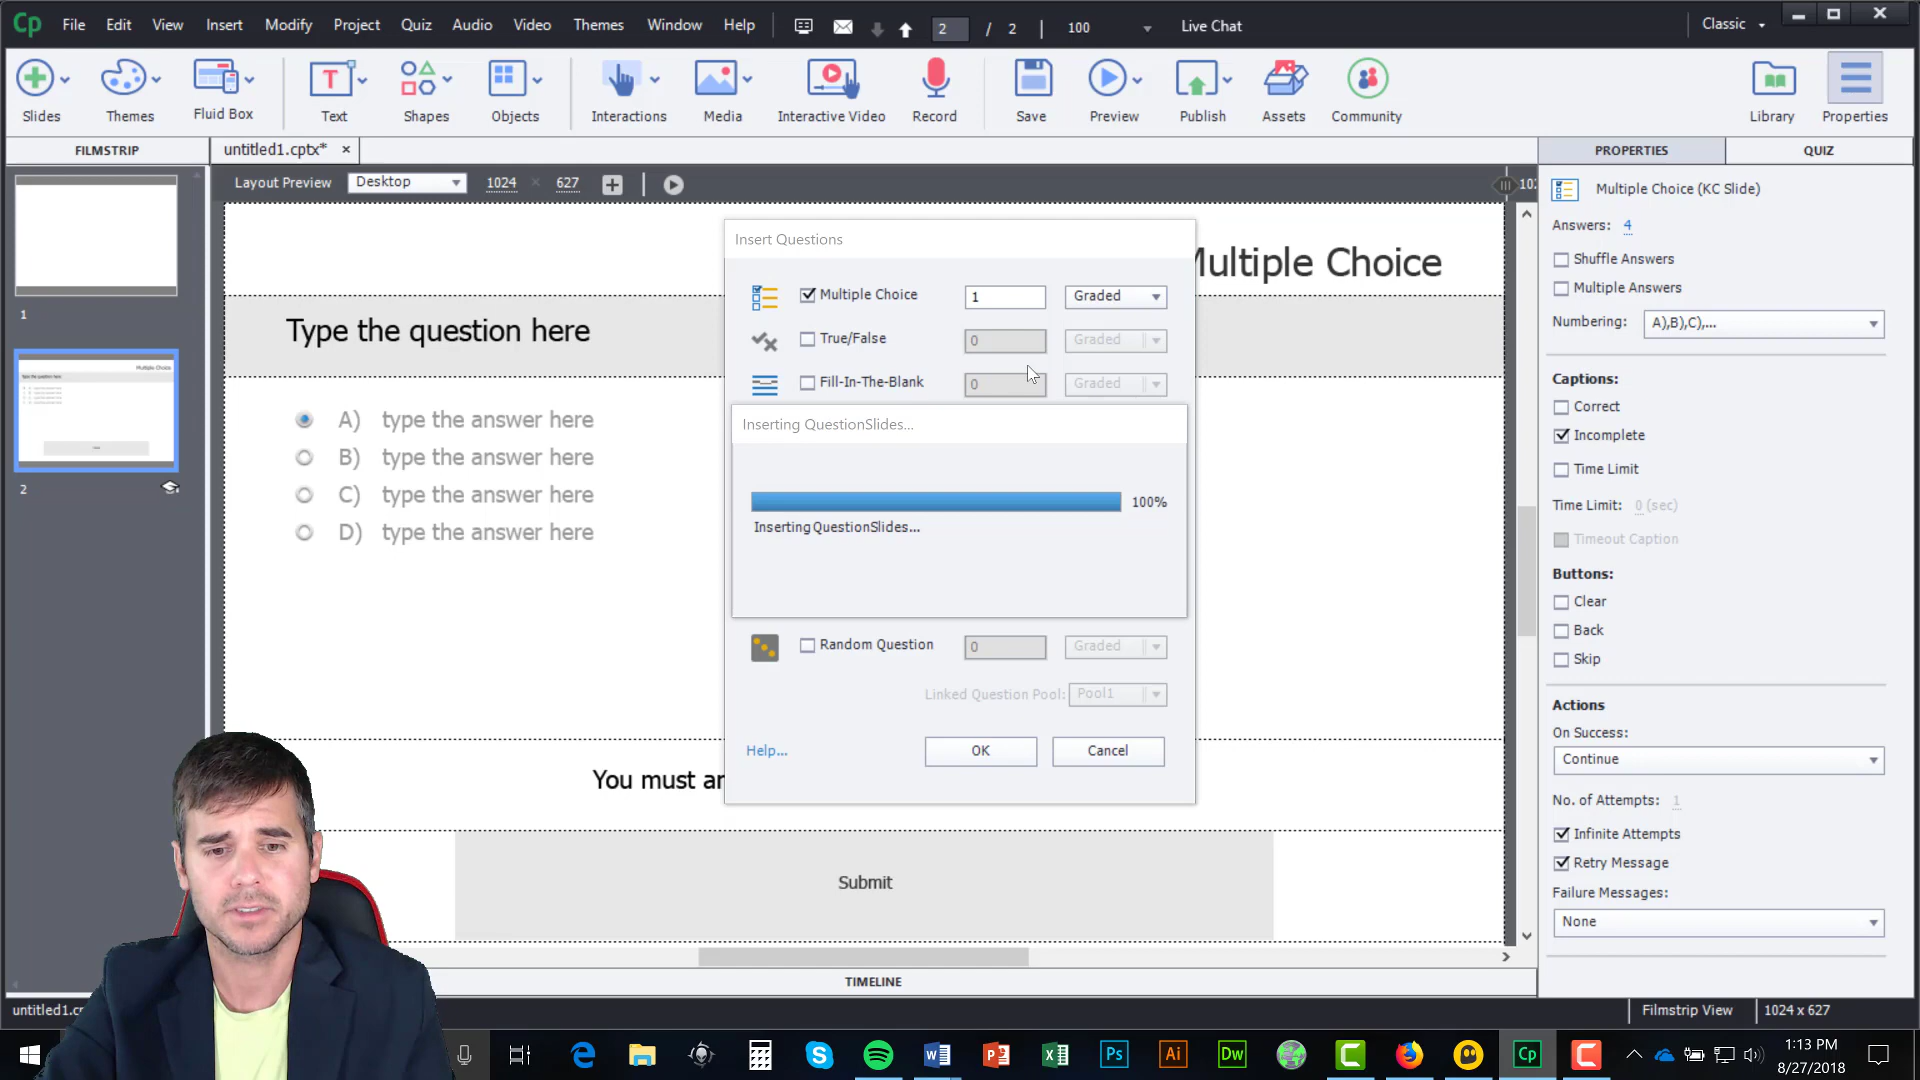 Cp File Edit View Insert Modify Project Quiz Audio Video Themes Window Help 2 / 2 100 Live Chat Classic
Slides Themes Fluid Box Text Shapes Objects Interactions Media Interactive Video Record Save Preview Publish Assets Community Library Properties
FILMSTRIP untitled1.cptx* × PROPERTIES QUIZ
Layout Preview Desktop 1024 × 627
Multiple Choice (KC Slide)
Answers: 4
Shuffle Answers
Multiple Answers
Numbering: A),B),C),...
Captions:
Correct
Incomplete
Time Limit
Time Limit: 0 (sec)
Timeout Caption
Buttons:
Clear
Back
Skip
Actions
On Success:
Continue
No. of Attempts: 1
Infinite Attempts
Retry Message
Failure Messages:
None
1
2
Multiple Choice
Type the question here
A) type the answer here
B) type the answer here
C) type the answer here
D) type the answer here
You must an
Submit
Insert Questions
Multiple Choice 1 Graded
True/False 0 Graded
Fill-In-The-Blank 0 Graded
Inserting QuestionSlides...
100%
Inserting QuestionSlides...
Random Question 0 Graded
Linked Question Pool: Pool1
Help... OK Cancel
TIMELINE
untitled1.cp Filmstrip View 1024 x 627
Ps Ai Dw Cp
1:13 PM
8/27/2018